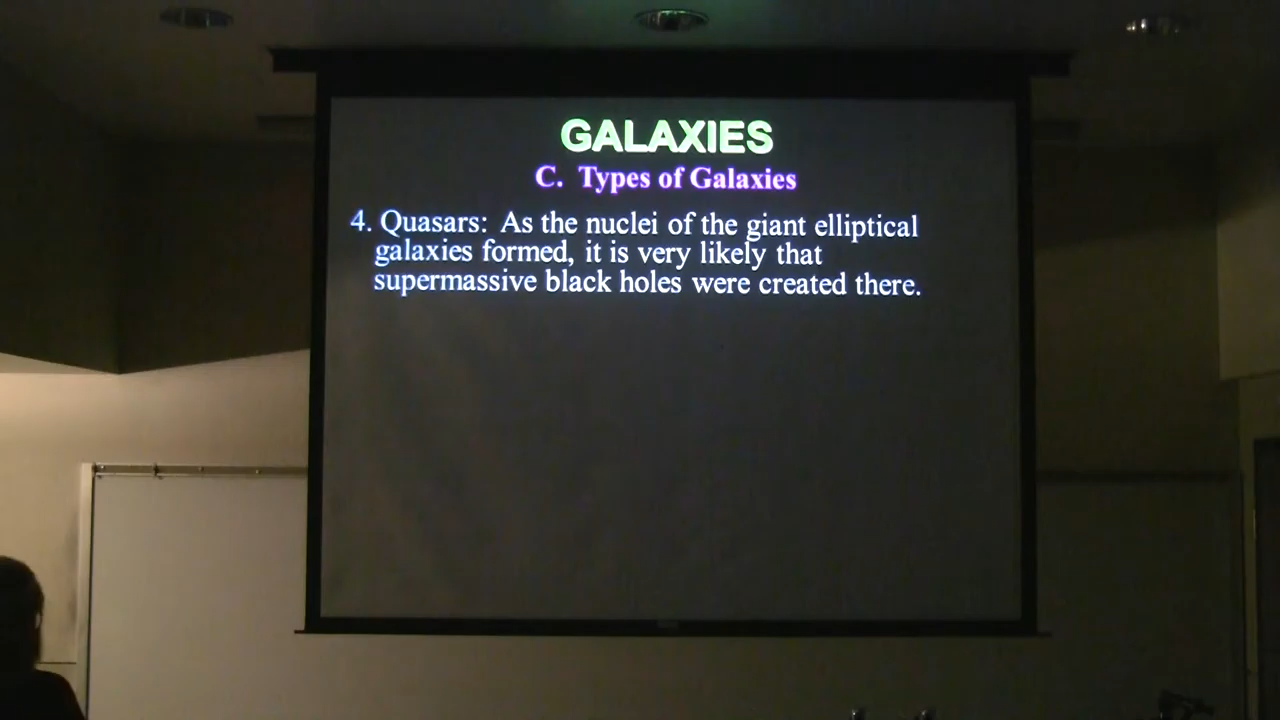 GALAXIES
C. Types of Galaxies
4. Quasars: As the nuclei of the giant elliptical
galaxies formed, it is very likely that
supermassive black holes were created there.